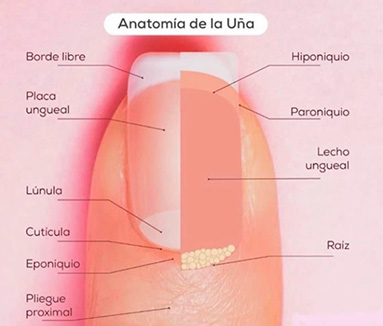 Anatomía de la Uña
Borde libre
Placa
ungueal
Lúnula
Cutícula
Eponiquio
Pliegue
proximal
Hiponiquio
Paroniquio
Lecho
ungueal
Raíz